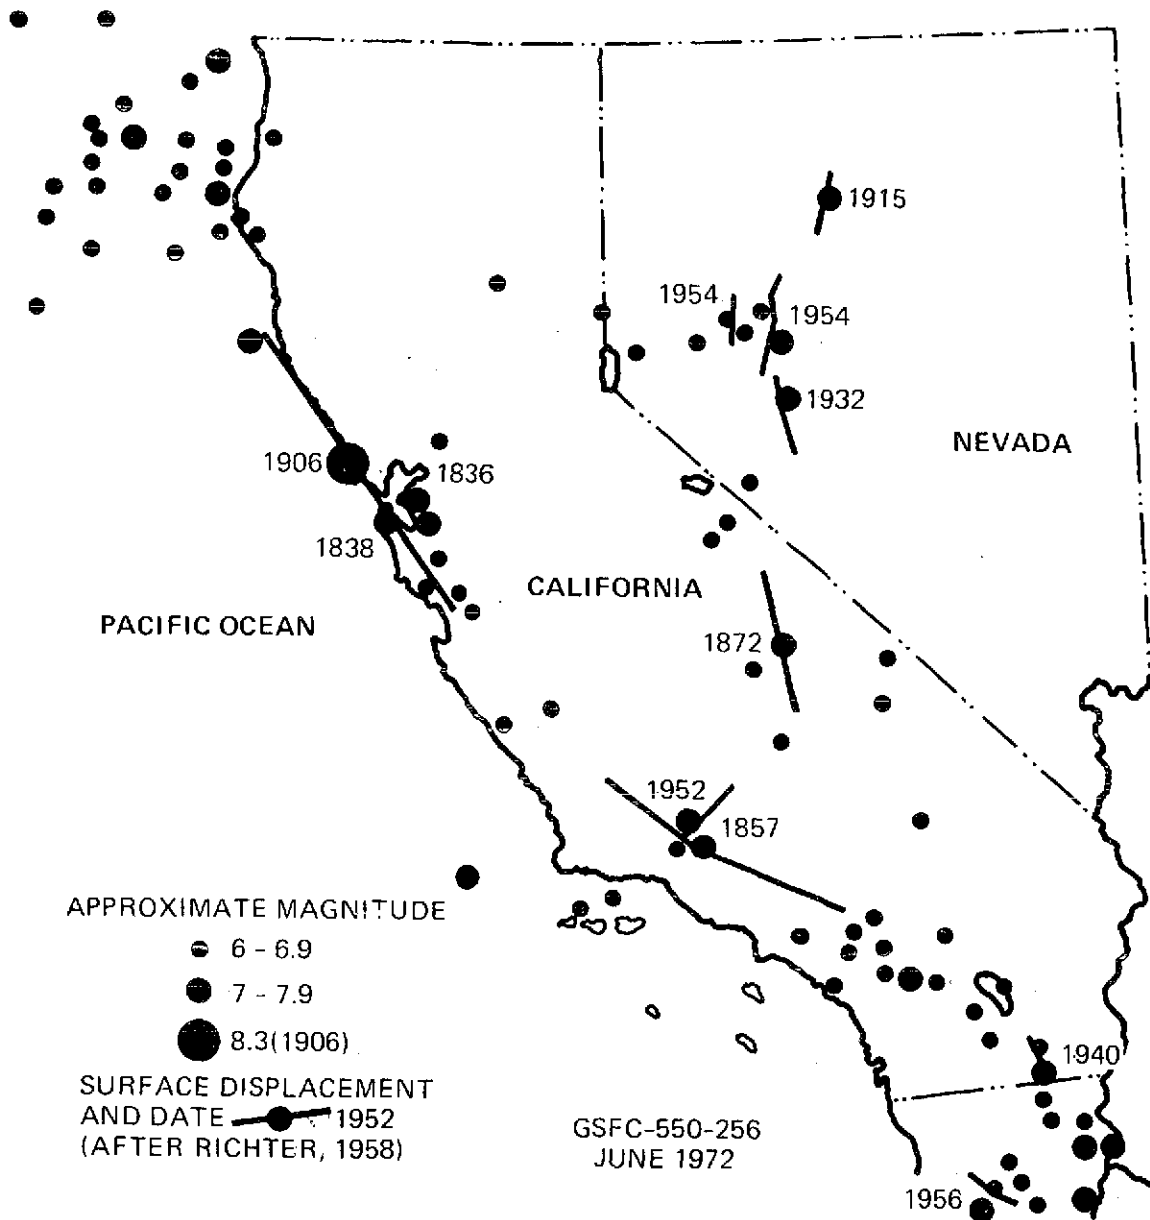 1915
1954
1954
1932
NEVADA
1906
1836
1838
CALIFORNIA
PACIFIC OCEAN
1872
1952
1857
APPROXIMATE MAGNITUDE
6 - 6.9
7 - 7.9
8.3(1906)
SURFACE DISPLACEMENT
AND DATE 1952
(AFTER RICHTER, 1958)
GSFC-550-256
JUNE 1972
1940
1956